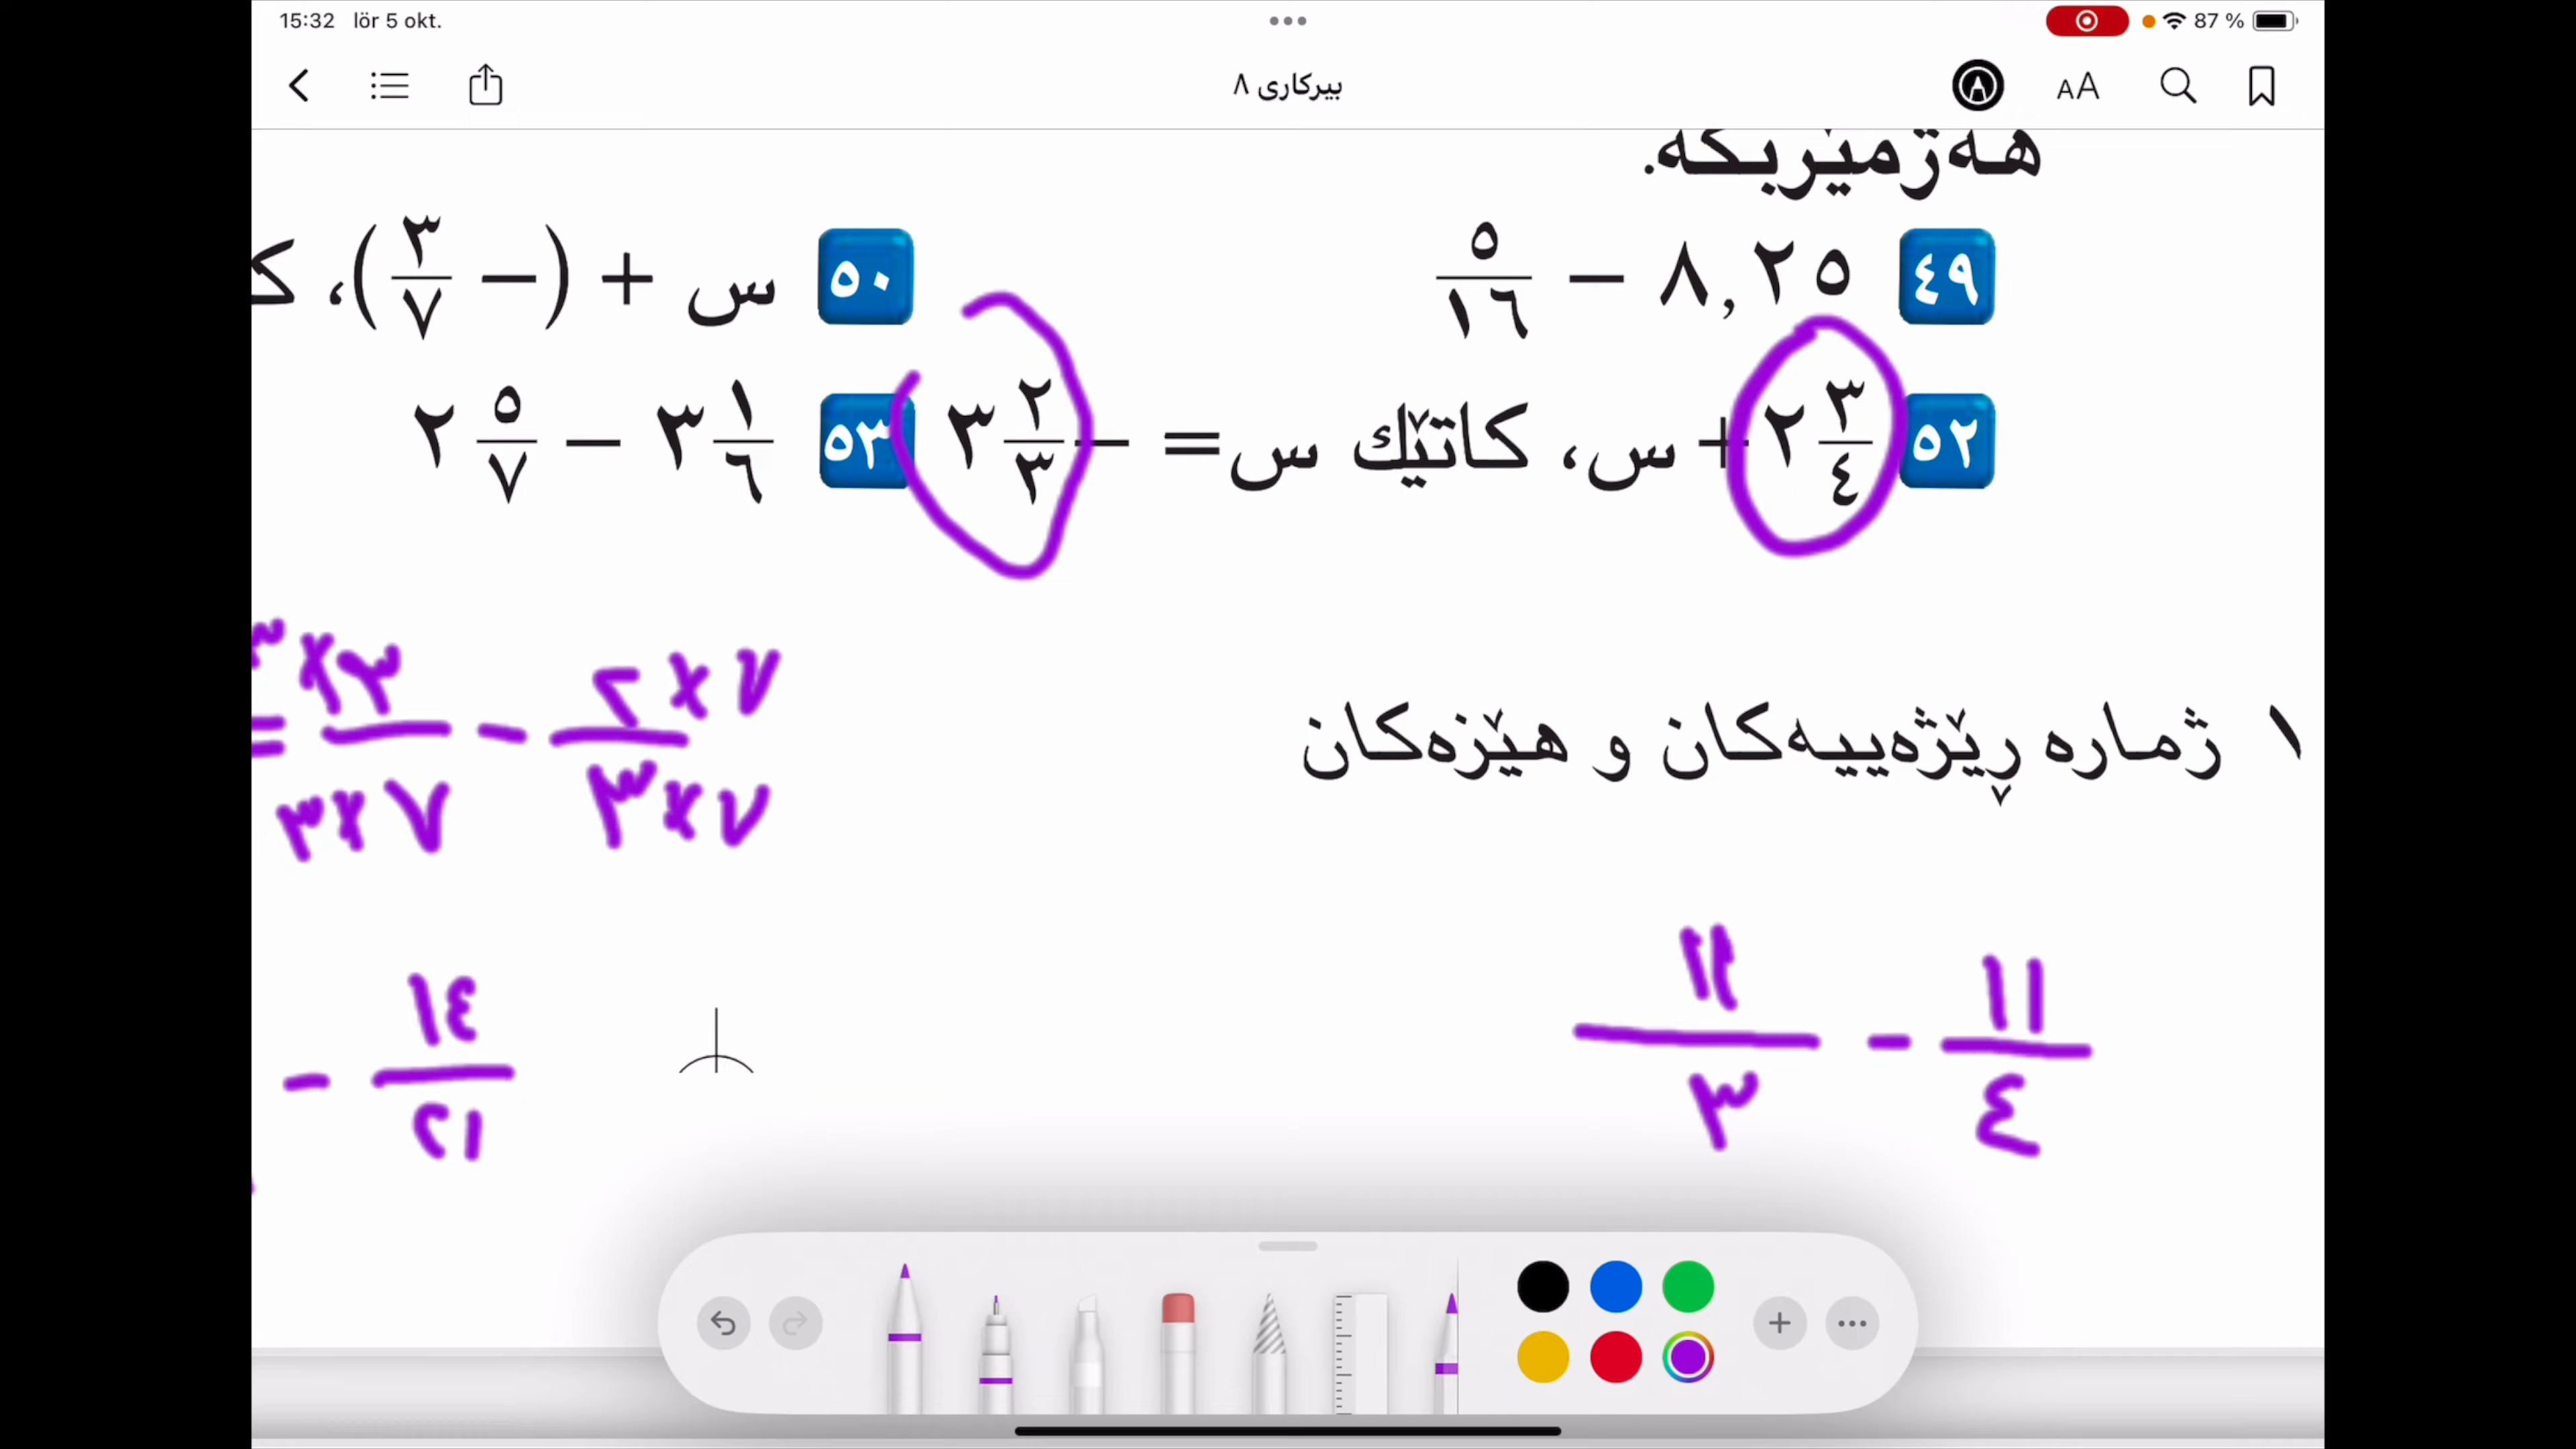 15:32 lör 5 okt. 87 %
بیرکاری ٨
هەژمێربکە.
٤٩ ٨,٢٥ − ٥/١٦ ٥٠ س + (− ٣/٧)، ک
٥٢ ٢ ٣/٤ + س، کاتێك س= − ٣ ٢/٣ ٥٣ ٣ ١/٦ − ٢ ٥/٧
٢×٧/٣×٧ - ٣×٣/٧×٣ =
١ ژمارە ڕێژەییەکان و هێزەکان
١١/٤ - ١١/٣
١٤/٢١ -
AA